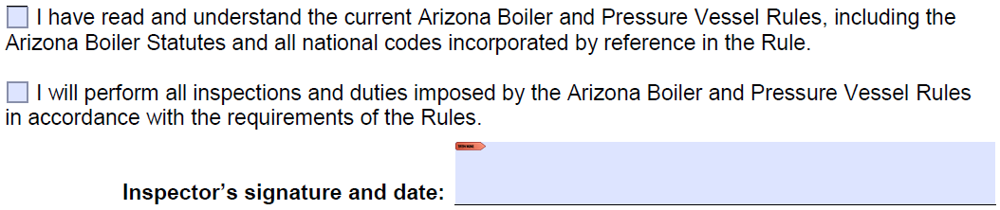 I have read and understand the current Arizona Boiler and Pressure Vessel Rules, including the
Arizona Boiler Statutes and all national codes incorporated by reference in the Rule.
I will perform all inspections and duties imposed by the Arizona Boiler and Pressure Vessel Rules
in accordance with the requirements of the Rules.
Inspector's signature and date: